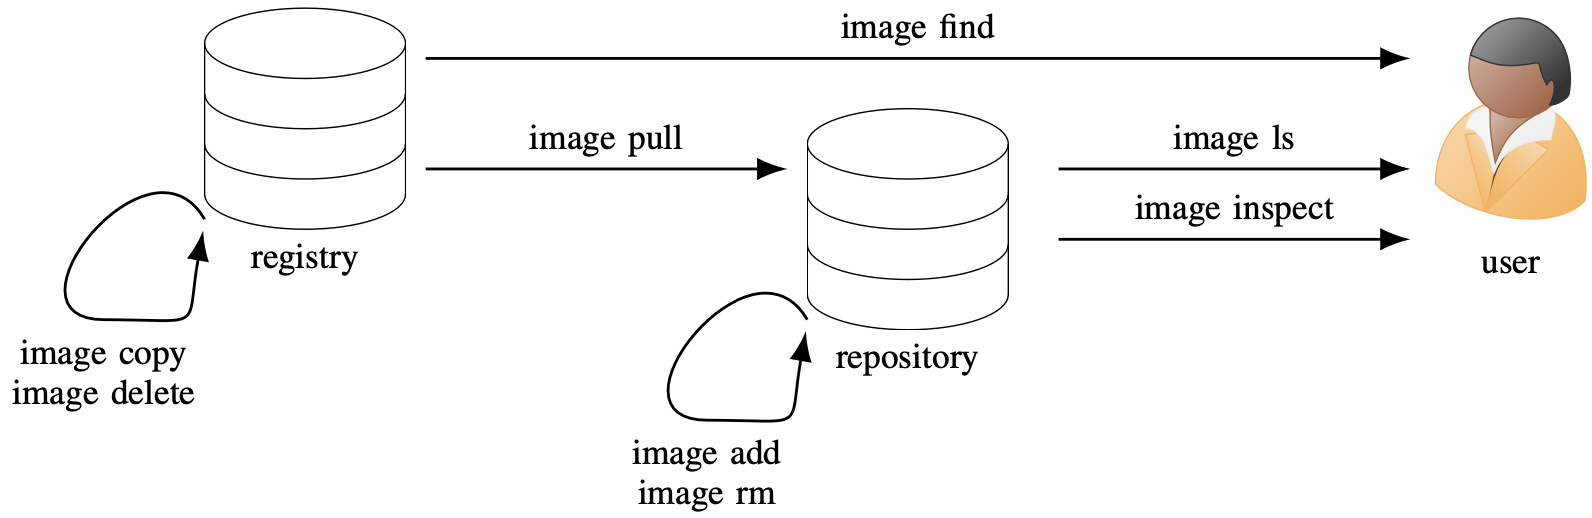 image find
image pull
image ls
image inspect
registry
user
image copy
image delete
repository
image add
image rm